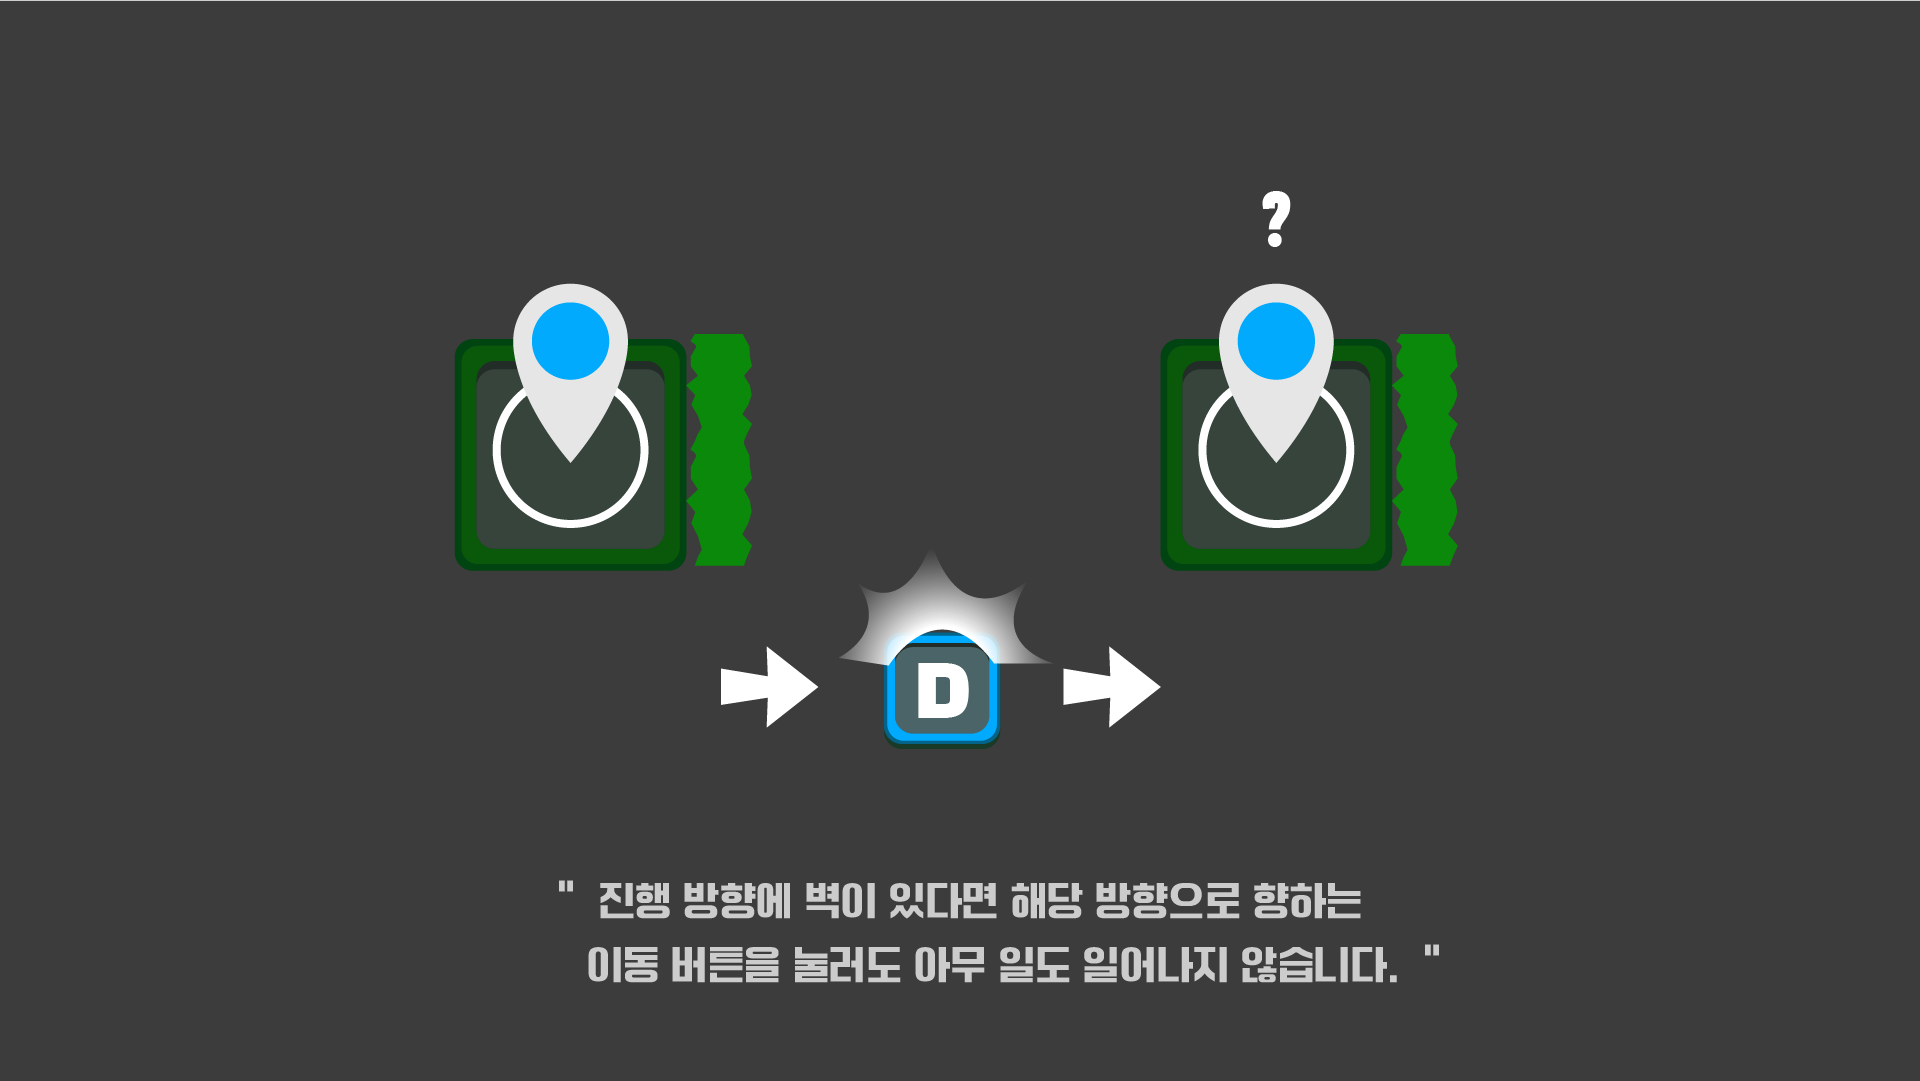 ?
D
" 진행 방향에 벽이 있다면 해당 방향으로 향하는
이동 버튼을 눌러도 아무 일도 일어나지 않습니다. "